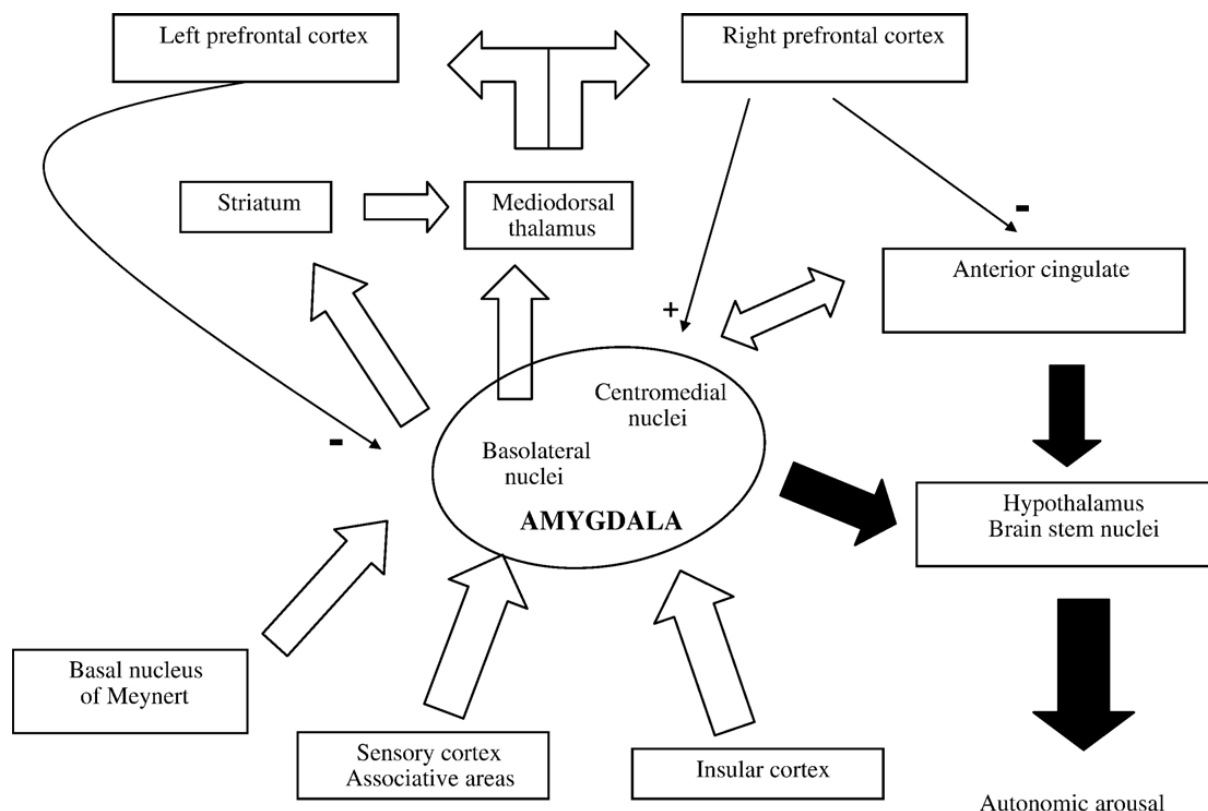 Left prefrontal cortex
Right prefrontal cortex
Striatum
Mediodorsal
thalamus
-
Anterior cingulate
+
Centromedial
nuclei
-
Basolateral
nuclei
AMYGDALA
Hypothalamus
Brain stem nuclei
Basal nucleus
of Meynert
Sensory cortex
Associative areas
Insular cortex
Autonomic arousal